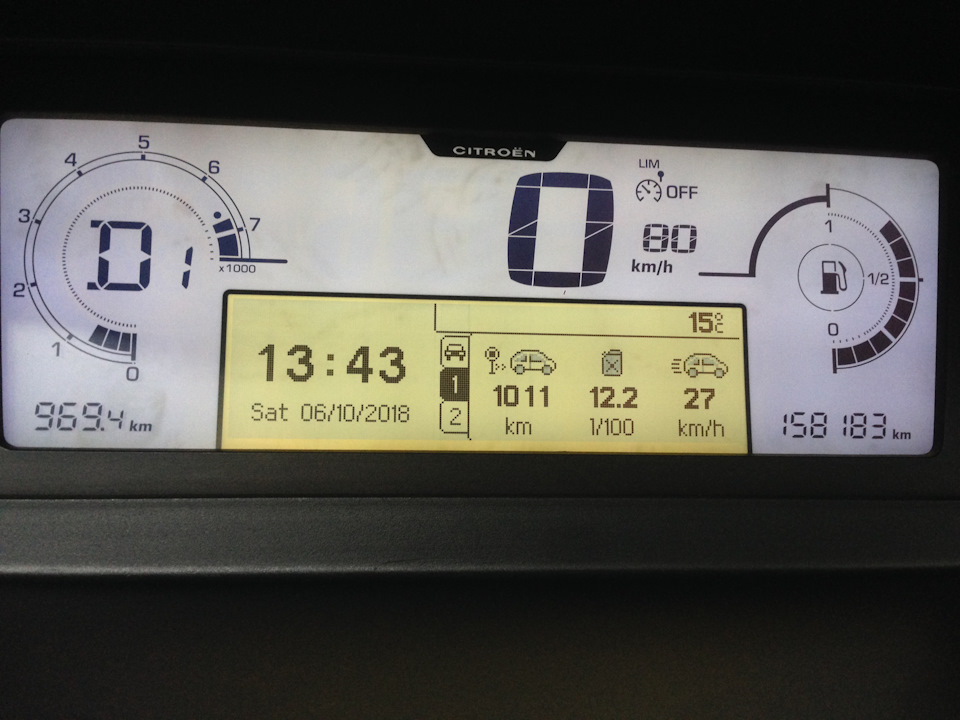 CITROËN
5
4
6
3
7
x1000
2
1
0
D1
969.4 km
0
LIM
OFF
80
km/h
1
1/2
0
158183 km
13:43
Sat 06/10/2018
15°C
1
2
1011
km
12.2
l/100
27
km/h